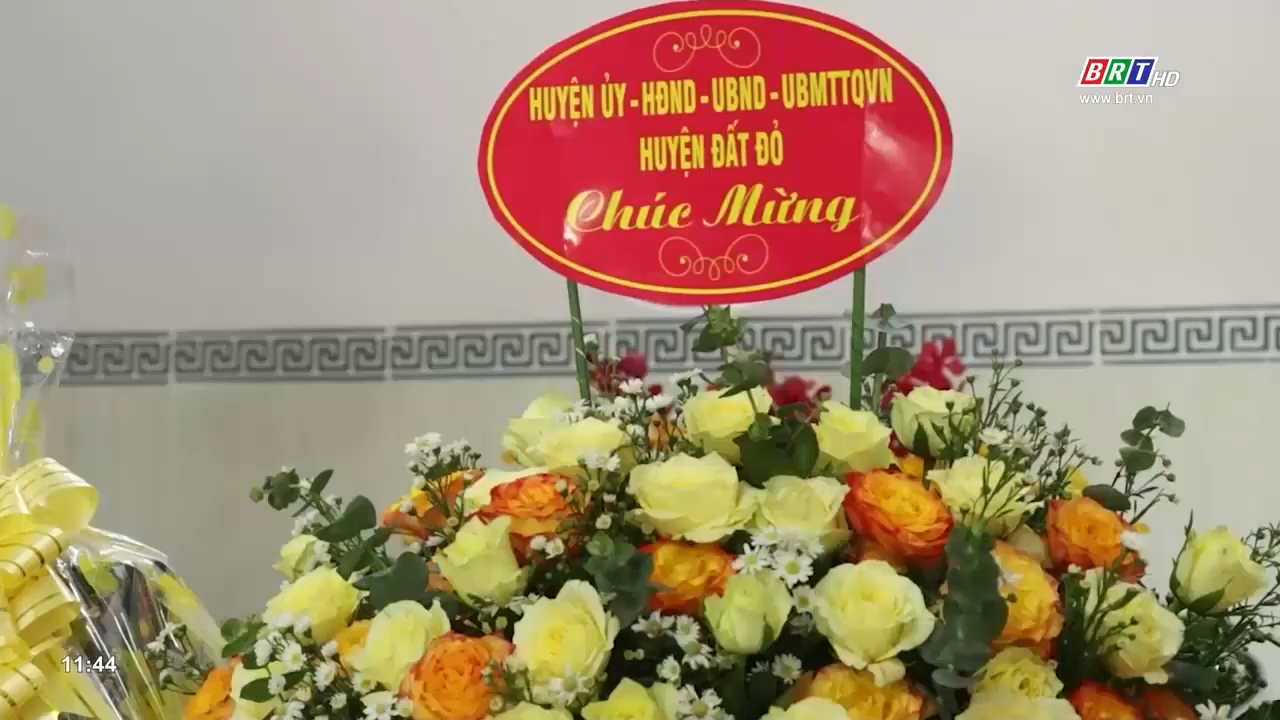 HUYỆN ỦY - HĐND - UBND - UBMTTQVN
HUYỆN ĐẤT ĐỎ
Chúc Mừng
BRT HD
www.brt.vn
11:44